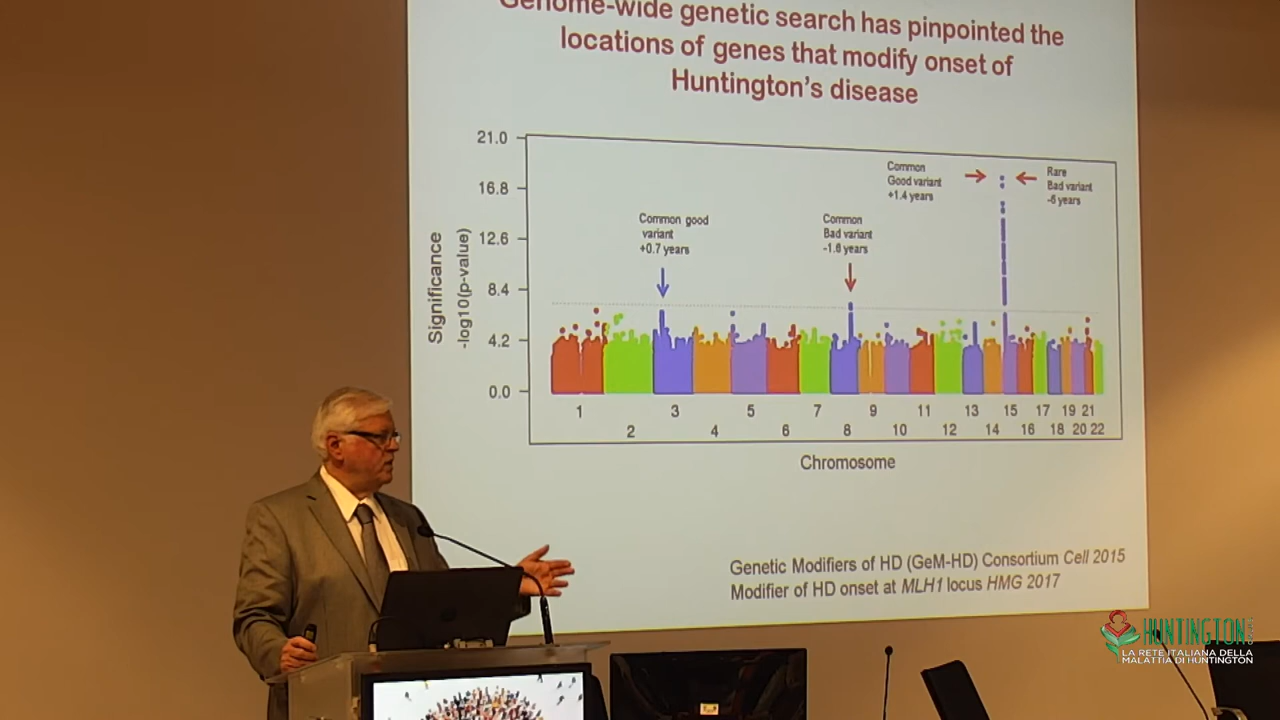 Genome-wide genetic search has pinpointed the
locations of genes that modify onset of
Huntington's disease
21.0
16.8
12.6
8.4
4.2
0.0
Significance
-log10(p-value)
Common good
variant
+0.7 years
Common
Bad variant
-1.6 years
Common
Good variant
+1.4 years
Rare
Bad variant
-6 years
1 3 5 7 9 11 13 15 17 19 21
2 4 6 8 10 12 14 16 18 20 22
Chromosome
Genetic Modifiers of HD (GeM-HD) Consortium Cell 2015
Modifier of HD onset at MLH1 locus HMG 2017
HUNTINGTON
LA RETE ITALIANA DELLA
MALATTIA DI HUNTINGTON